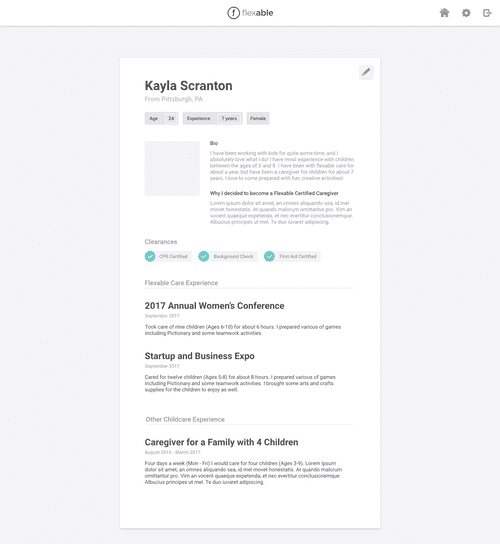 flexable
Kayla Scranton
From Pittsburgh, PA
Age 24 Experience 7 years Female
Bio
I have been working with kids for quite some time, and I
absolutely love what I do! I have most experience with children
between the ages of 3 and 8. I have been with flexable care for
about a year, but have been a caregiver for children for about 7
years. I love to come prepared with fun, creative activities!
Why I decided to become a Flexable Certified Caregiver
Lorem ipsum dolor sit amet, an omnes aliquando sea, id mel
movet honestatis. At quando malorum omittantur pro. Vim an
vocent quaeque expetenda, et nec evertitur conclusionemque.
Albucius principes ut mel. Te duo iuvaret adipiscing
Clearances
CPR Certified Background Check First Aid Certified
Flexable Care Experience
2017 Annual Women's Conference
September 2017
Took care of nine children (Ages 6-10) for about 6 hours. I prepared various of games
including Pictionary and some teamwork activities.
Startup and Business Expo
September 2017
Cared for twelve children (Ages 5-8) for about 8 hours. I prepared various of games
including Pictionary and some teamwork activities. I brought some arts and crafts
supplies for the children to enjoy as well.
Other Childcare Experience
Caregiver for a Family with 4 Children
August 2016 - March 2017
Four days a week (Mon - Fri) I would care for four children (Ages 3-9). Lorem ipsum
dolor sit amet, an omnes aliquando sea, id mel movet honestatis. At quando malorum
omittantur pro. Vim an vocent quaeque expetenda, et nec evertitur conclusionemque.
Albucius principes ut mel. Te duo iuvaret adipiscing